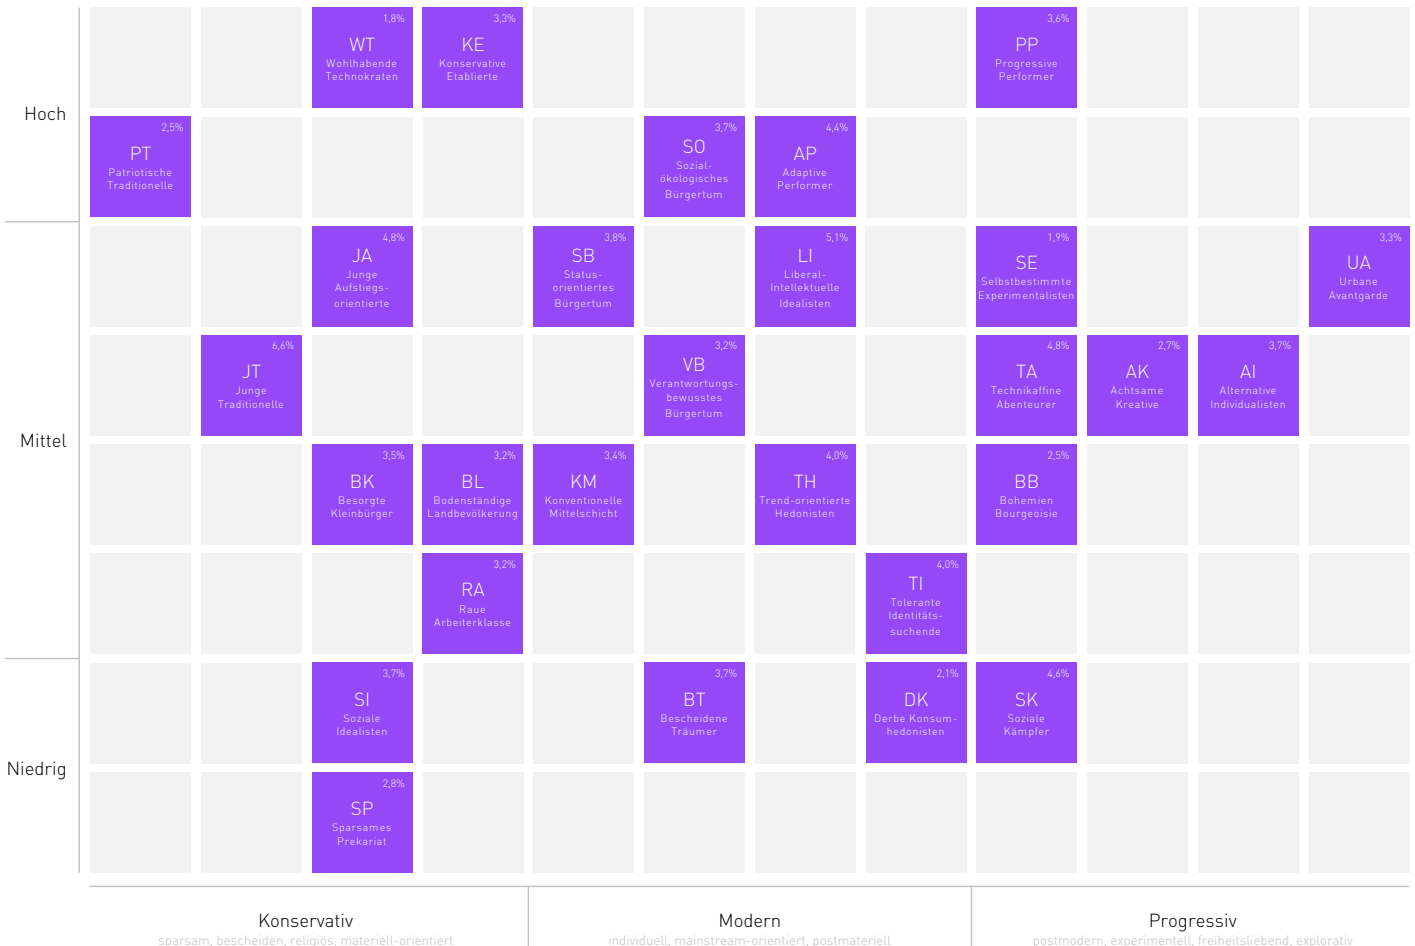 1,8%
WT
Wohlhabende
Technokraten
3,3%
KE
Konservative
Etablierte
3,6%
PP
Progressive
Performer
Hoch
2,5%
PT
Patriotische
Traditionelle
3,7%
SO
Sozial-
ökologisches
Bürgertum
4,4%
AP
Adaptive
Performer
4,8%
JA
Junge
Aufstiegs-
orientierte
3,8%
SB
Status-
orientiertes
Bürgertum
5,1%
LI
Liberal-
Intellektuelle
Idealisten
1,9%
SE
Selbstbestimmte
Experimentalisten
3,3%
UA
Urbane
Avantgarde
6,6%
JT
Junge
Traditionelle
3,2%
VB
Verantwortungs-
bewusstes
Bürgertum
4,8%
TA
Technikaffine
Abenteurer
2,7%
AK
Achtsame
Kreative
3,7%
AI
Alternative
Individualisten
Mittel
3,5%
BK
Besorgte
Kleinbürger
3,2%
BL
Bodenständige
Landbevölkerung
3,4%
KM
Konventionelle
Mittelschicht
4,0%
TH
Trend-orientierte
Hedonisten
2,5%
BB
Bohemien
Bourgeoisie
3,2%
RA
Raue
Arbeiterklasse
4,0%
TI
Tolerante
Identitäts-
suchende
3,7%
SI
Soziale
Idealisten
3,7%
BT
Bescheidene
Träumer
2,1%
DK
Derbe Konsum-
hedonisten
4,6%
SK
Soziale
Kämpfer
Niedrig
2,8%
SP
Sparsames
Prekariat
Konservativ
sparsam, bescheiden, religiös, materiell-orientiert
Modern
individuell, mainstream-orientiert, postmateriell
Progressiv
postmodern, experimentell, freiheitsliebend, explorativ